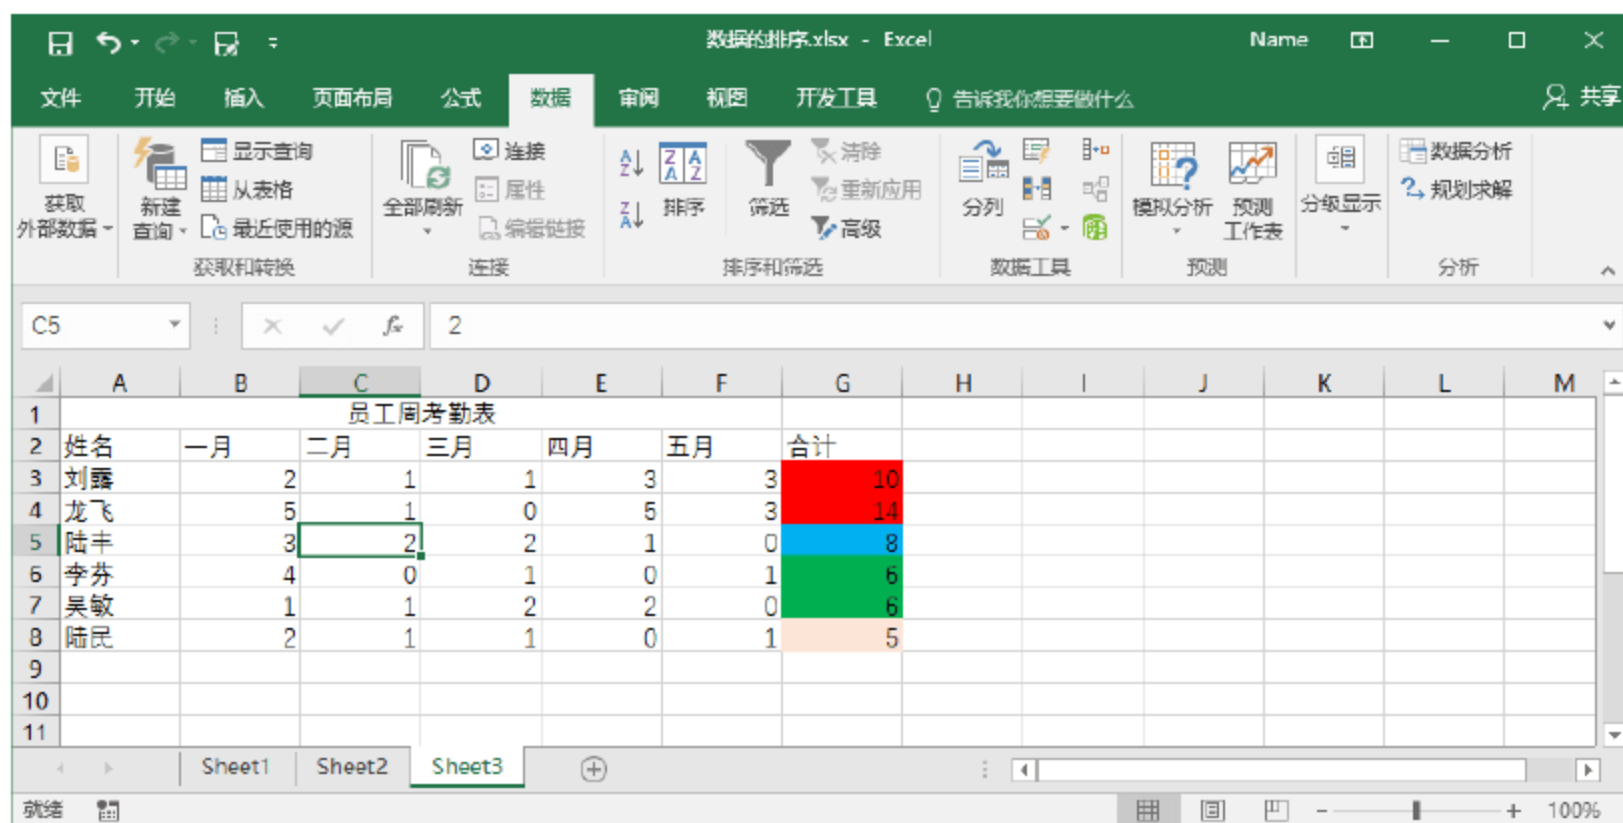 数据的排序.xlsx - Excel Name
文件 开始 插入 页面布局 公式 数据 审阅 视图 开发工具 告诉我你想要做什么 共享
获取 外部数据
新建 查询
显示查询
从表格
最近使用的源
获取和转换
全部刷新
连接
属性
编辑链接
连接
排序
筛选
清除
重新应用
高级
排序和筛选
分列
数据工具
模拟分析
预测 工作表
预测
分级显示
数据分析
规划求解
分析
C5 fx 2
A B C D E F G H I J K L M
1 员工周考勤表
2 姓名 一月 二月 三月 四月 五月 合计
3 刘露 2 1 1 3 3 10
4 龙飞 5 1 0 5 3 14
5 陆丰 3 2 2 1 0 8
6 李芬 4 0 1 0 1 6
7 吴敏 1 1 2 2 0 6
8 陆民 2 1 1 0 1 5
9
10
11
Sheet1 Sheet2 Sheet3
就绪 100%